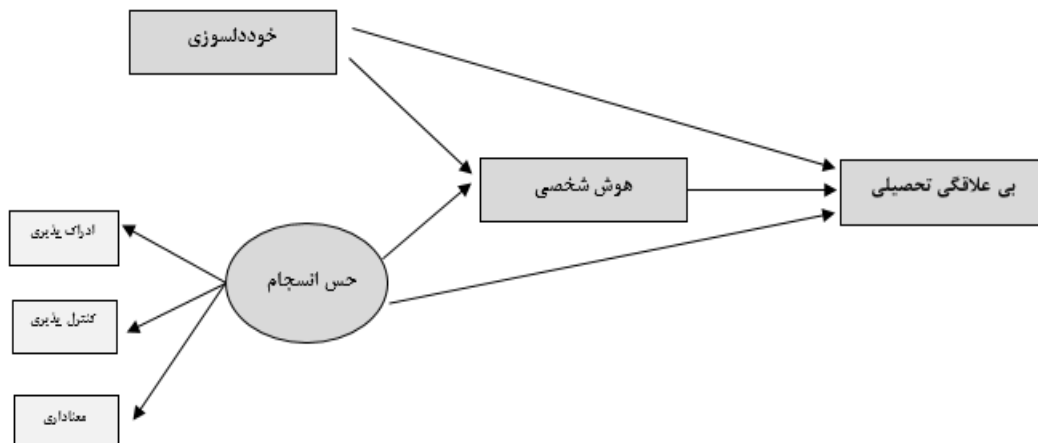 خوددلسوزی
هوش شخصی
بی علاقگی تحصیلی
حس انسجام
ادراک پذیری
کنترل پذیری
معناداری